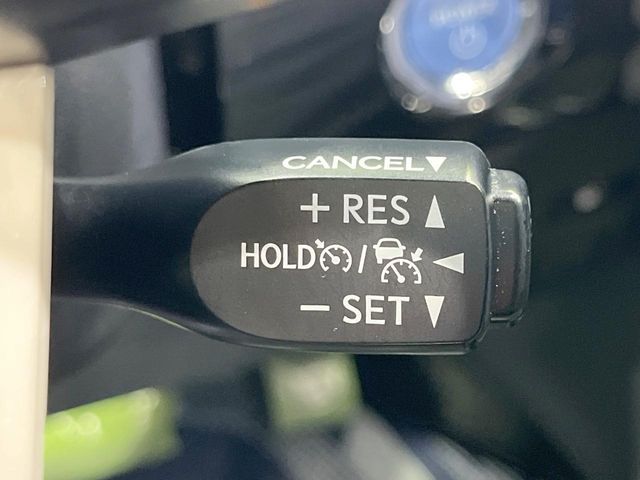 CANCEL▼
+ RES ▲
HOLD / ◀
− SET ▼